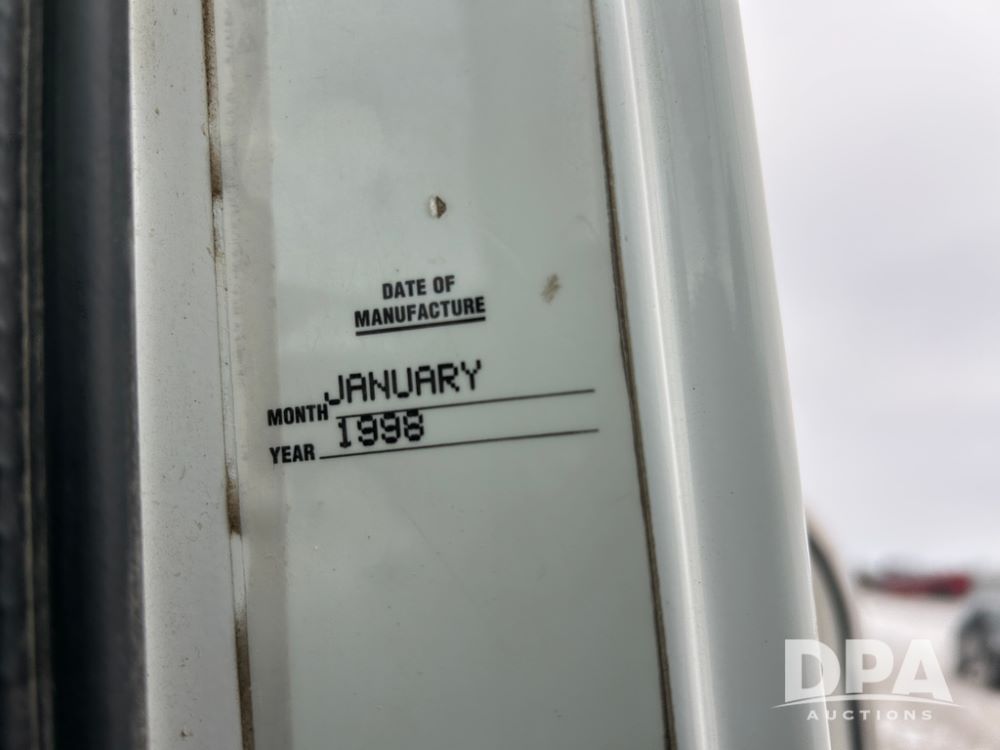 DATE OF
MANUFACTURE
MONTH JANUARY
YEAR 1998
DPA
AUCTIONS